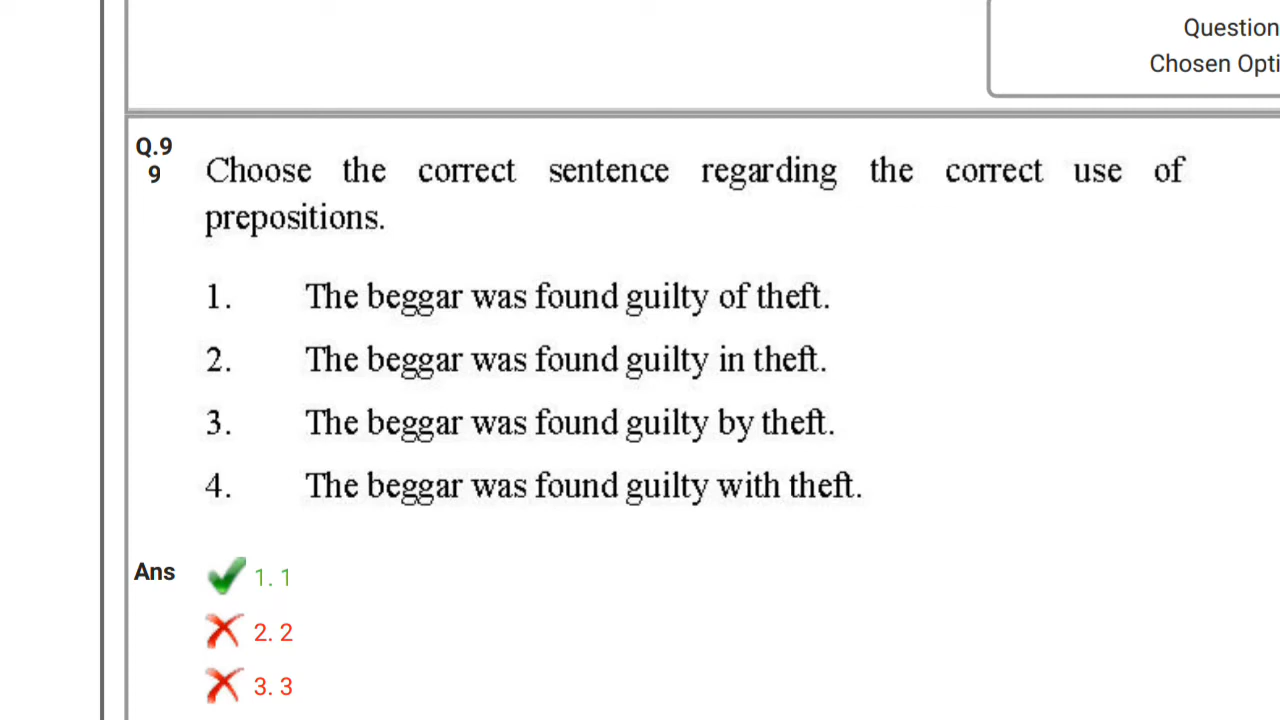 Question
Chosen Opti
Q.9
9
Choose the correct sentence regarding the correct use of
prepositions.
1. The beggar was found guilty of theft.
2. The beggar was found guilty in theft.
3. The beggar was found guilty by theft.
4. The beggar was found guilty with theft.
Ans 1. 1
2. 2
3. 3